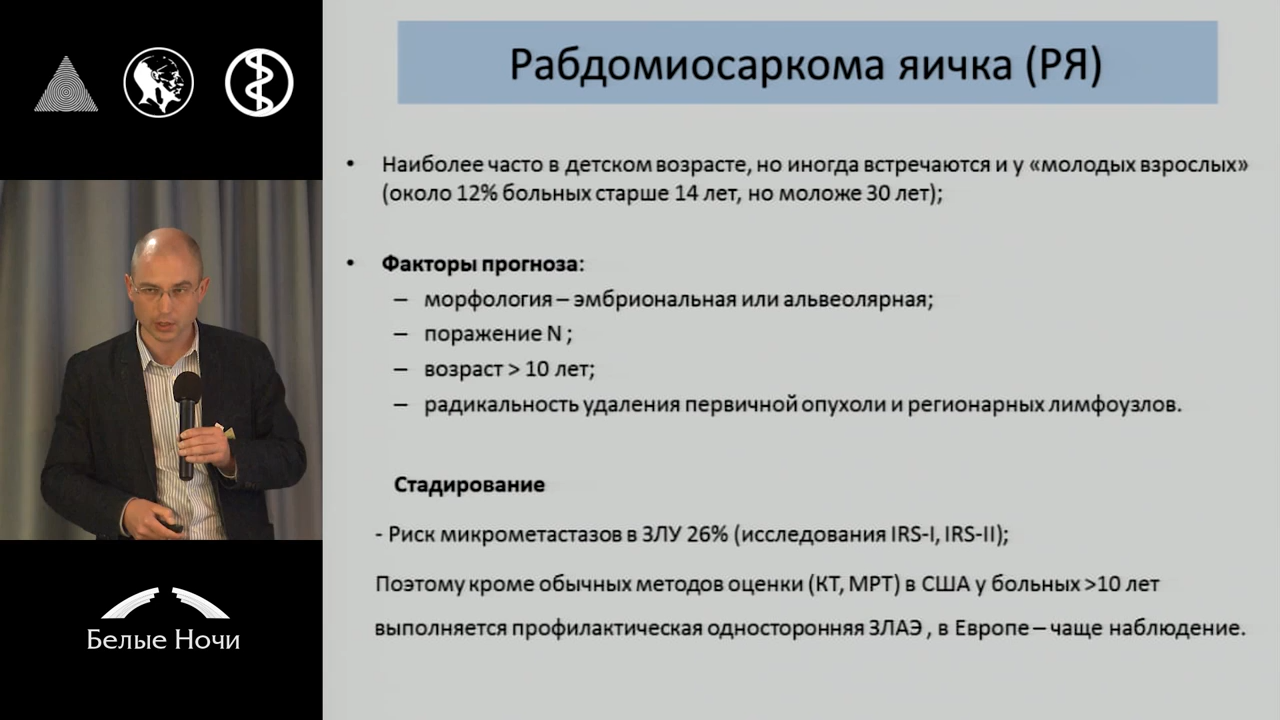 Рабдомиосаркома яичка (РЯ)
• Наиболее часто в детском возрасте, но иногда встречаются и у «молодых взрослых»
(около 12% больных старше 14 лет, но моложе 30 лет);
• Факторы прогноза:
– морфология – эмбриональная или альвеолярная;
– поражение N ;
– возраст > 10 лет;
– радикальность удаления первичной опухоли и регионарных лимфоузлов.
Стадирование
- Риск микрометастазов в ЗЛУ 26% (исследования IRS-I, IRS-II);
Поэтому кроме обычных методов оценки (КТ, МРТ) в США у больных >10 лет
выполняется профилактическая односторонняя ЗЛАЭ , в Европе – чаще наблюдение.
Белые Ночи